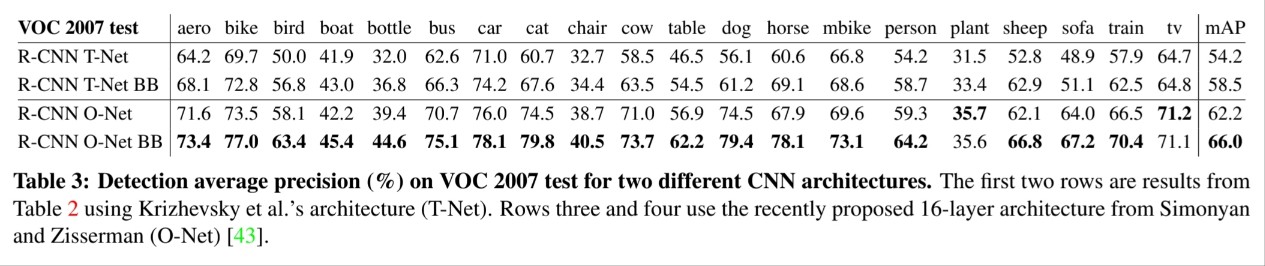 VOC 2007 test aero bike bird boat bottle bus car cat chair cow table dog horse mbike person plant sheep sofa train tv mAP
R-CNN T-Net 64.2 69.7 50.0 41.9 32.0 62.6 71.0 60.7 32.7 58.5 46.5 56.1 60.6 66.8 54.2 31.5 52.8 48.9 57.9 64.7 54.2
R-CNN T-Net BB 68.1 72.8 56.8 43.0 36.8 66.3 74.2 67.6 34.4 63.5 54.5 61.2 69.1 68.6 58.7 33.4 62.9 51.1 62.5 64.8 58.5
R-CNN O-Net 71.6 73.5 58.1 42.2 39.4 70.7 76.0 74.5 38.7 71.0 56.9 74.5 67.9 69.6 59.3 35.7 62.1 64.0 66.5 71.2 62.2
R-CNN O-Net BB 73.4 77.0 63.4 45.4 44.6 75.1 78.1 79.8 40.5 73.7 62.2 79.4 78.1 73.1 64.2 35.6 66.8 67.2 70.4 71.1 66.0
Table 3: Detection average precision (%) on VOC 2007 test for two different CNN architectures. The first two rows are results from
Table 2 using Krizhevsky et al.'s architecture (T-Net). Rows three and four use the recently proposed 16-layer architecture from Simonyan
and Zisserman (O-Net) [43].